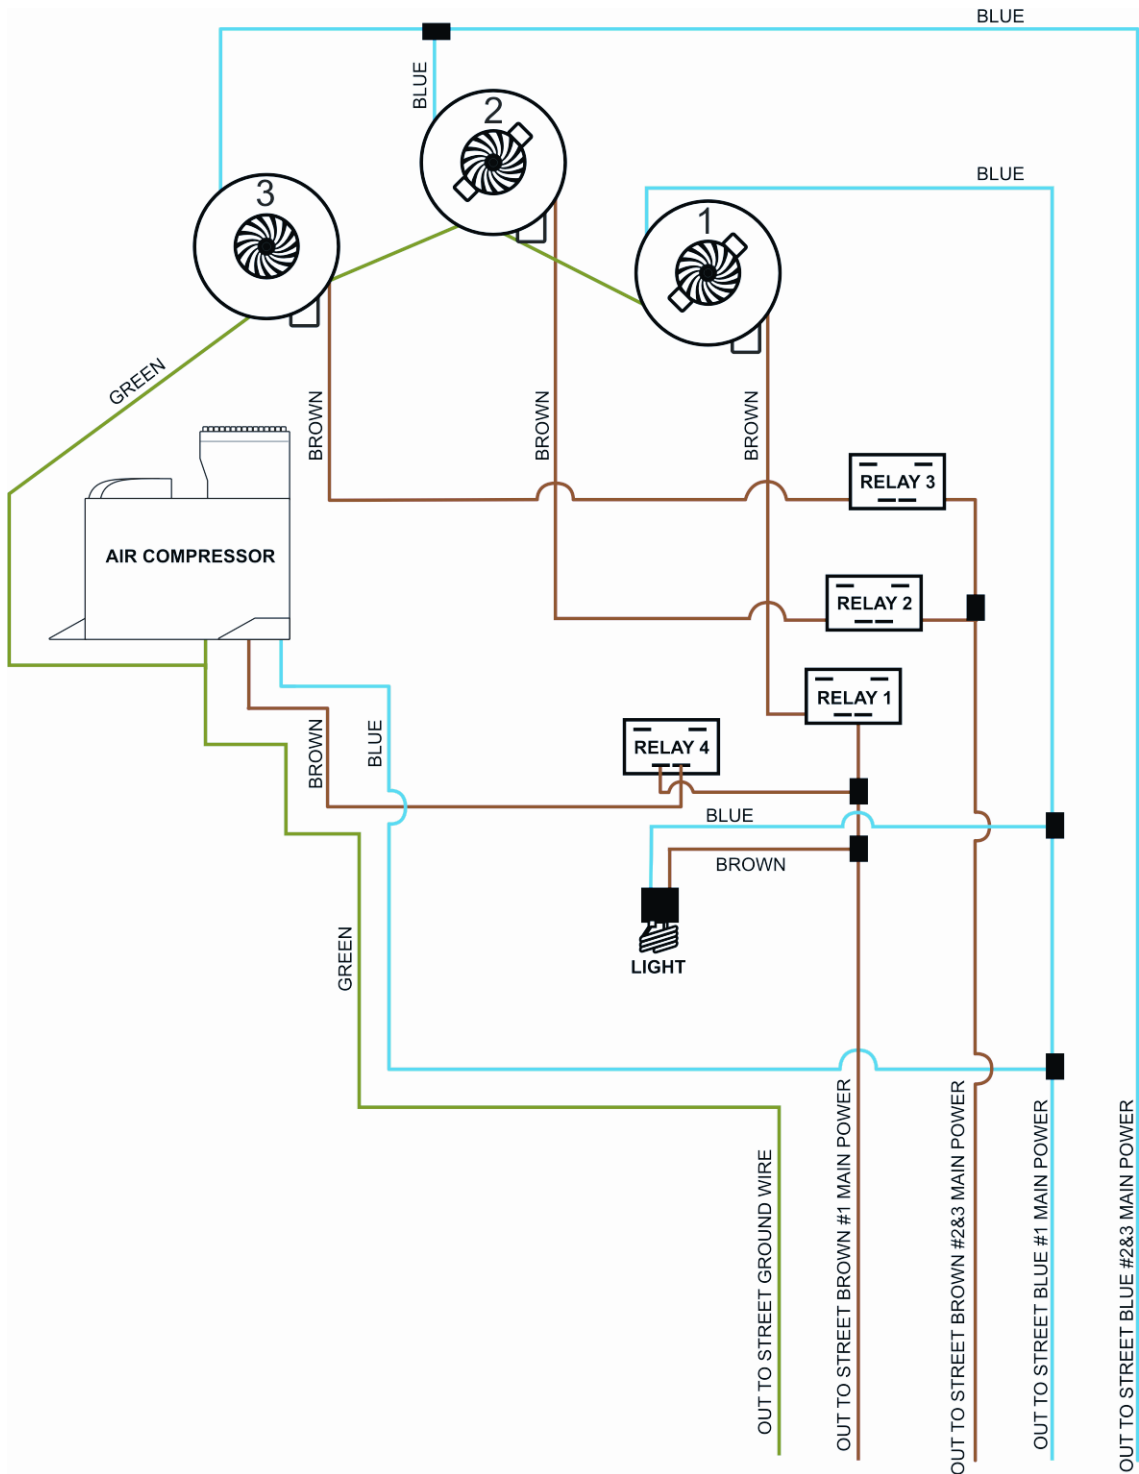 BLUE
BLUE
2
BLUE
3
1
GREEN
BROWN
BROWN
BROWN
RELAY 3
AIR COMPRESSOR
RELAY 2
RELAY 1
BROWN
BLUE
RELAY 4
BLUE
BROWN
GREEN
LIGHT
OUT TO STREET GROUND WIRE
OUT TO STREET BROWN #1 MAIN POWER
OUT TO STREET BROWN #2&3 MAIN POWER
OUT TO STREET BLUE #1 MAIN POWER
OUT TO STREET BLUE #2&3 MAIN POWER